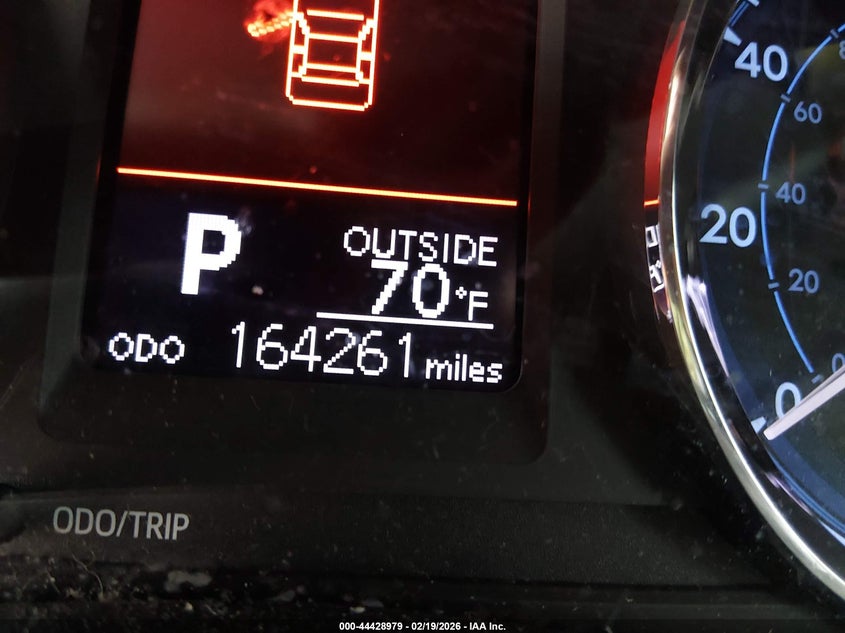 P
OUTSIDE
70°F
ODO 164261 miles
ODO/TRIP
40
20
0
60
40
20
0
000-44428979 - 02/19/2026 - IAA Inc.